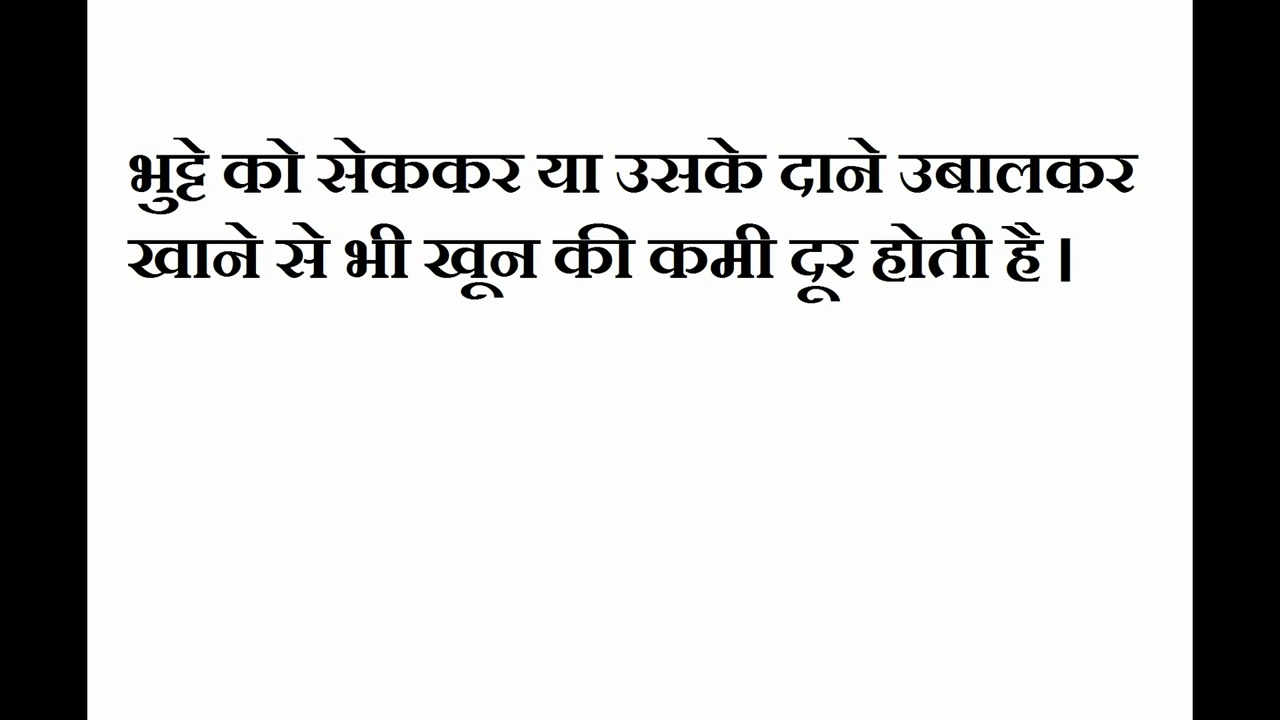 भुट्टे को सेककर या उसके दाने उबालकर
खाने से भी खून की कमी दूर होती है।